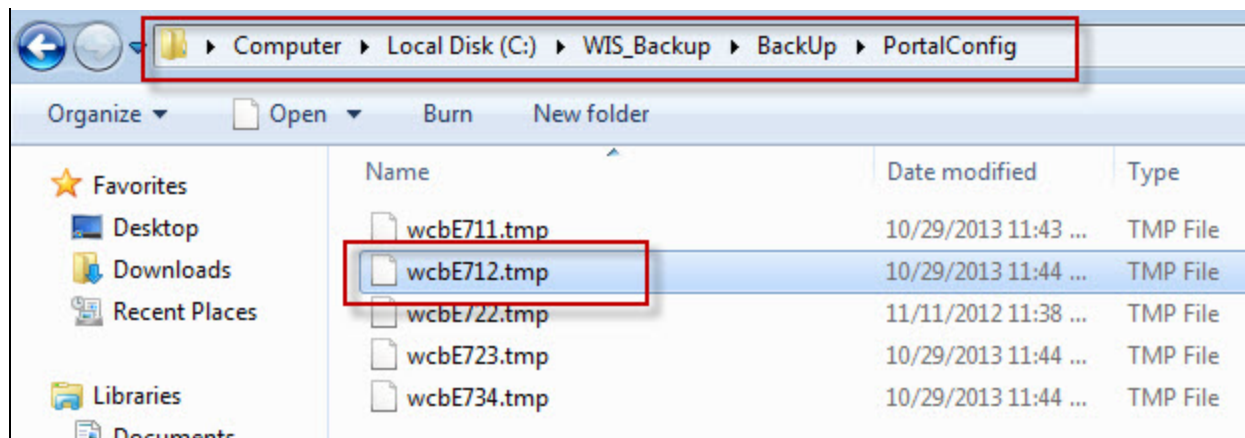 Computer Local Disk (C:) WIS_Backup BackUp PortalConfig
Organize Open Burn New folder
Favorites
Desktop
Downloads
Recent Places
Libraries
Documents
Name Date modified Type
wcbE711.tmp 10/29/2013 11:43 ... TMP File
wcbE712.tmp 10/29/2013 11:44 ... TMP File
wcbE722.tmp 11/11/2012 11:38 ... TMP File
wcbE723.tmp 10/29/2013 11:44 ... TMP File
wcbE734.tmp 10/29/2013 11:44 ... TMP File